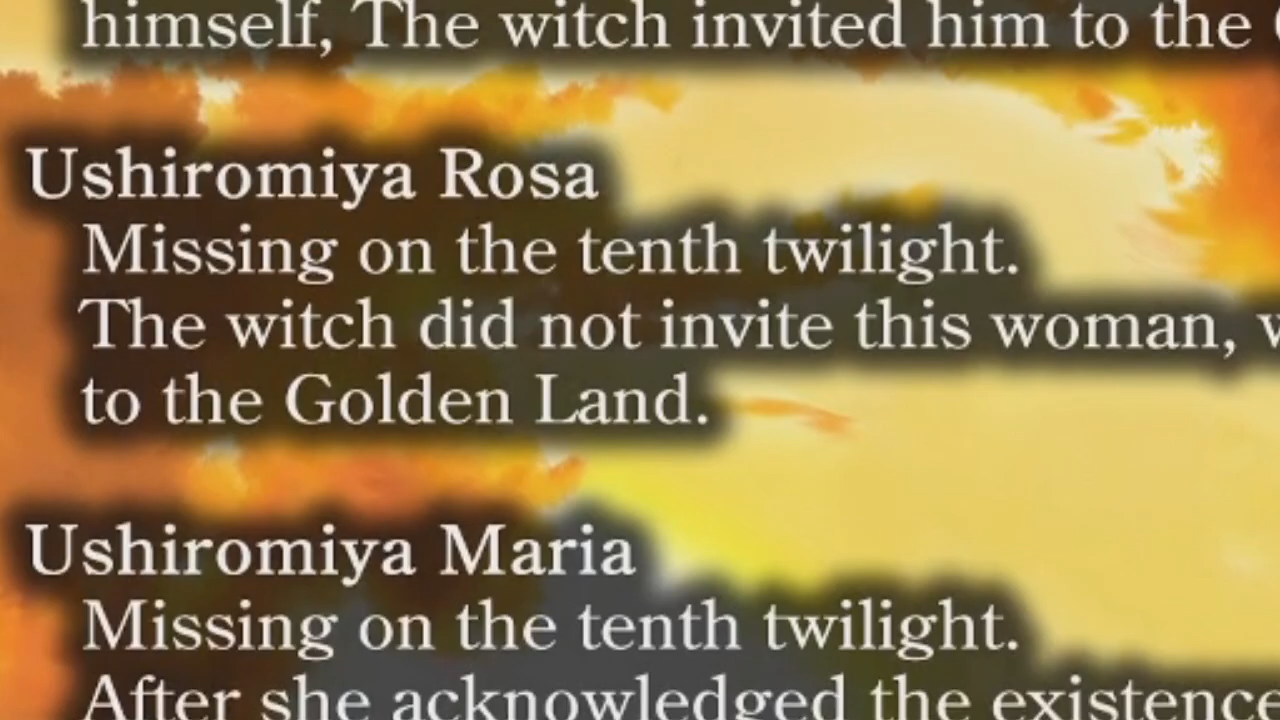 himself, The witch invited him to the
Ushiromiya Rosa
Missing on the tenth twilight.
The witch did not invite this woman,
to the Golden Land.
Ushiromiya Maria
Missing on the tenth twilight.
After she acknowledged the existence